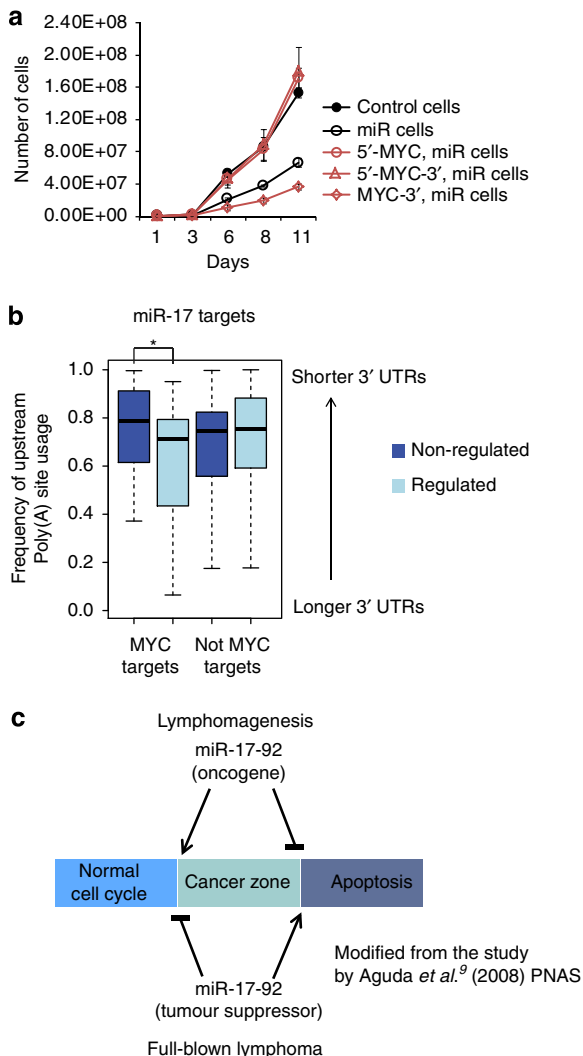 a
Number of cells
2.40E+08
2.00E+08
1.60E+08
1.20E+08
8.00E+07
4.00E+07
0.00E+00
1 3 6 8 11
Days
Control cells
miR cells
5′-MYC, miR cells
5′-MYC-3′, miR cells
MYC-3′, miR cells
b
miR-17 targets
*
Frequency of upstream
Poly(A) site usage
1.0
0.8
0.6
0.4
0.2
0.0
MYC
targets
Not MYC
targets
Shorter 3′ UTRs
Longer 3′ UTRs
Non-regulated
Regulated
c
Lymphomagenesis
miR-17-92
(oncogene)
Normal
cell cycle
Cancer zone
Apoptosis
miR-17-92
(tumour suppressor)
Full-blown lymphoma
Modified from the study
by Aguda et al.9 (2008) PNAS